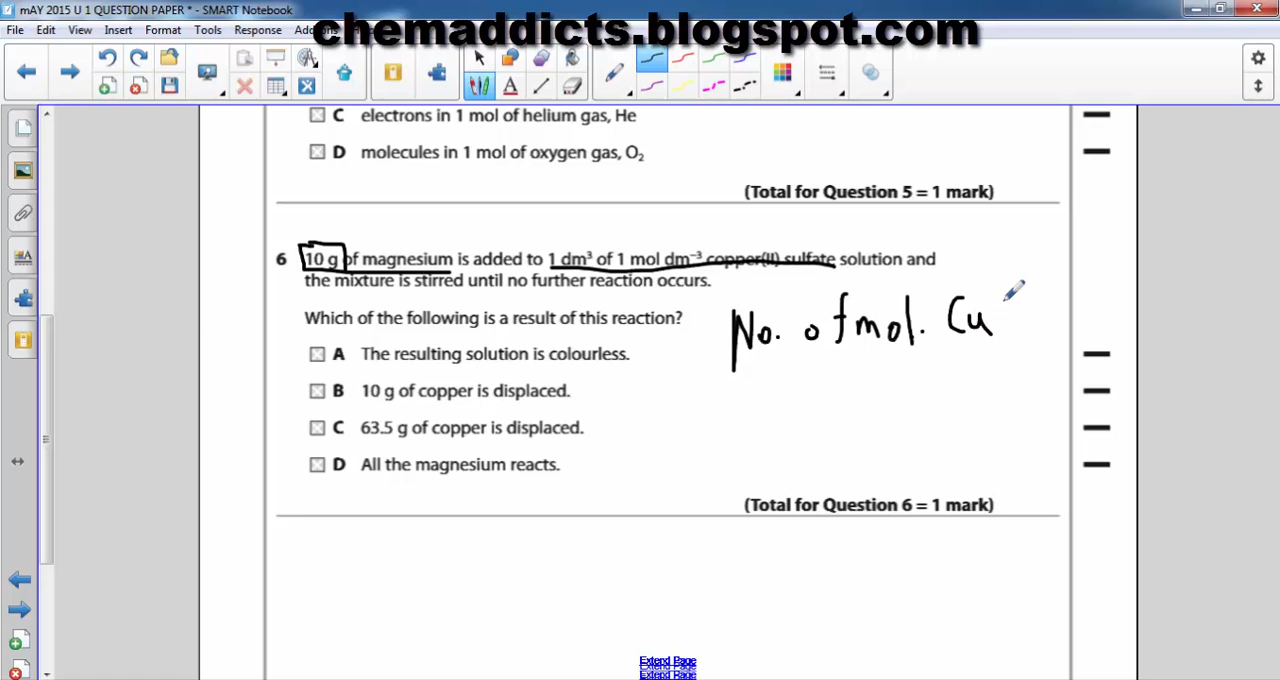 mAY 2015 U 1 QUESTION PAPER * - SMART Notebook
chemaddicts.blogspot.com
File Edit View Insert Format Tools Response
C electrons in 1 mol of helium gas, He
D molecules in 1 mol of oxygen gas, O₂
(Total for Question 5 = 1 mark)
6 10 g of magnesium is added to 1 dm³ of 1 mol dm⁻³ copper(II) sulfate solution and
the mixture is stirred until no further reaction occurs.
Which of the following is a result of this reaction?
No. of mol. Cu
A The resulting solution is colourless.
B 10 g of copper is displaced.
C 63.5 g of copper is displaced.
D All the magnesium reacts.
(Total for Question 6 = 1 mark)
Extend Page
Extend Page
Extend Page